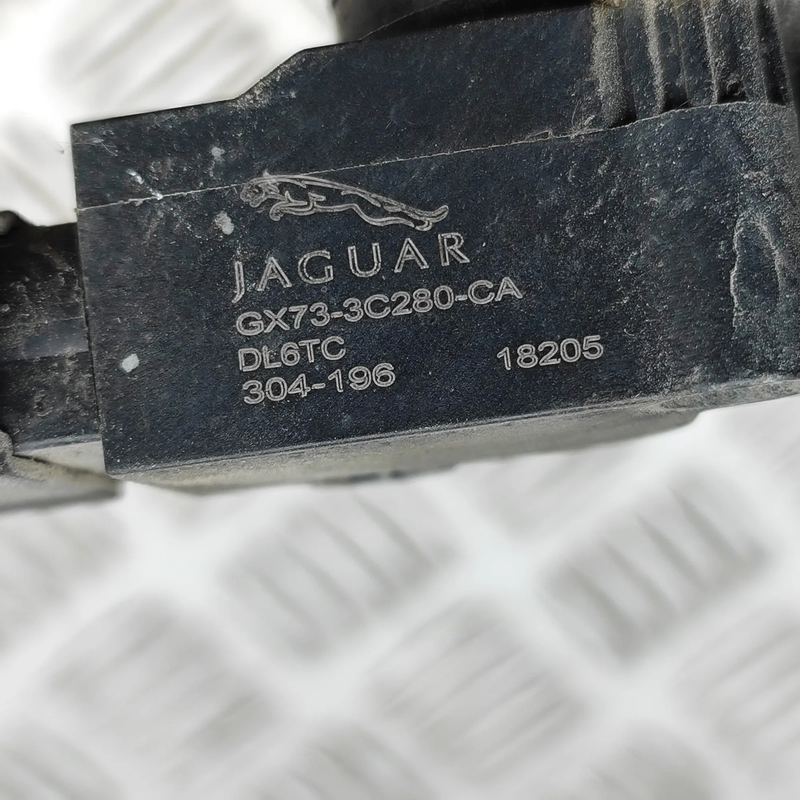 JAGUAR
GX73-3C280-CA
DL6TC
304-196 18205